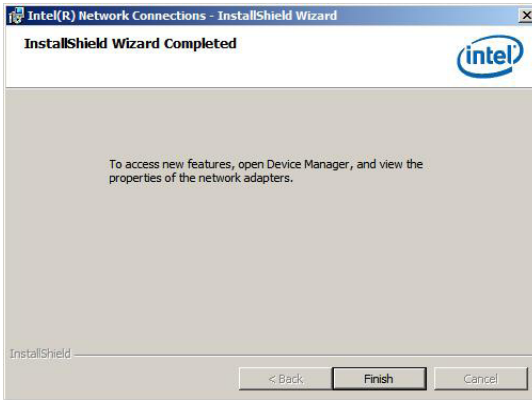 Intel(R) Network Connections - InstallShield Wizard
InstallShield Wizard Completed
intel
To access new features, open Device Manager, and view the
properties of the network adapters.
InstallShield
< Back
Finish
Cancel